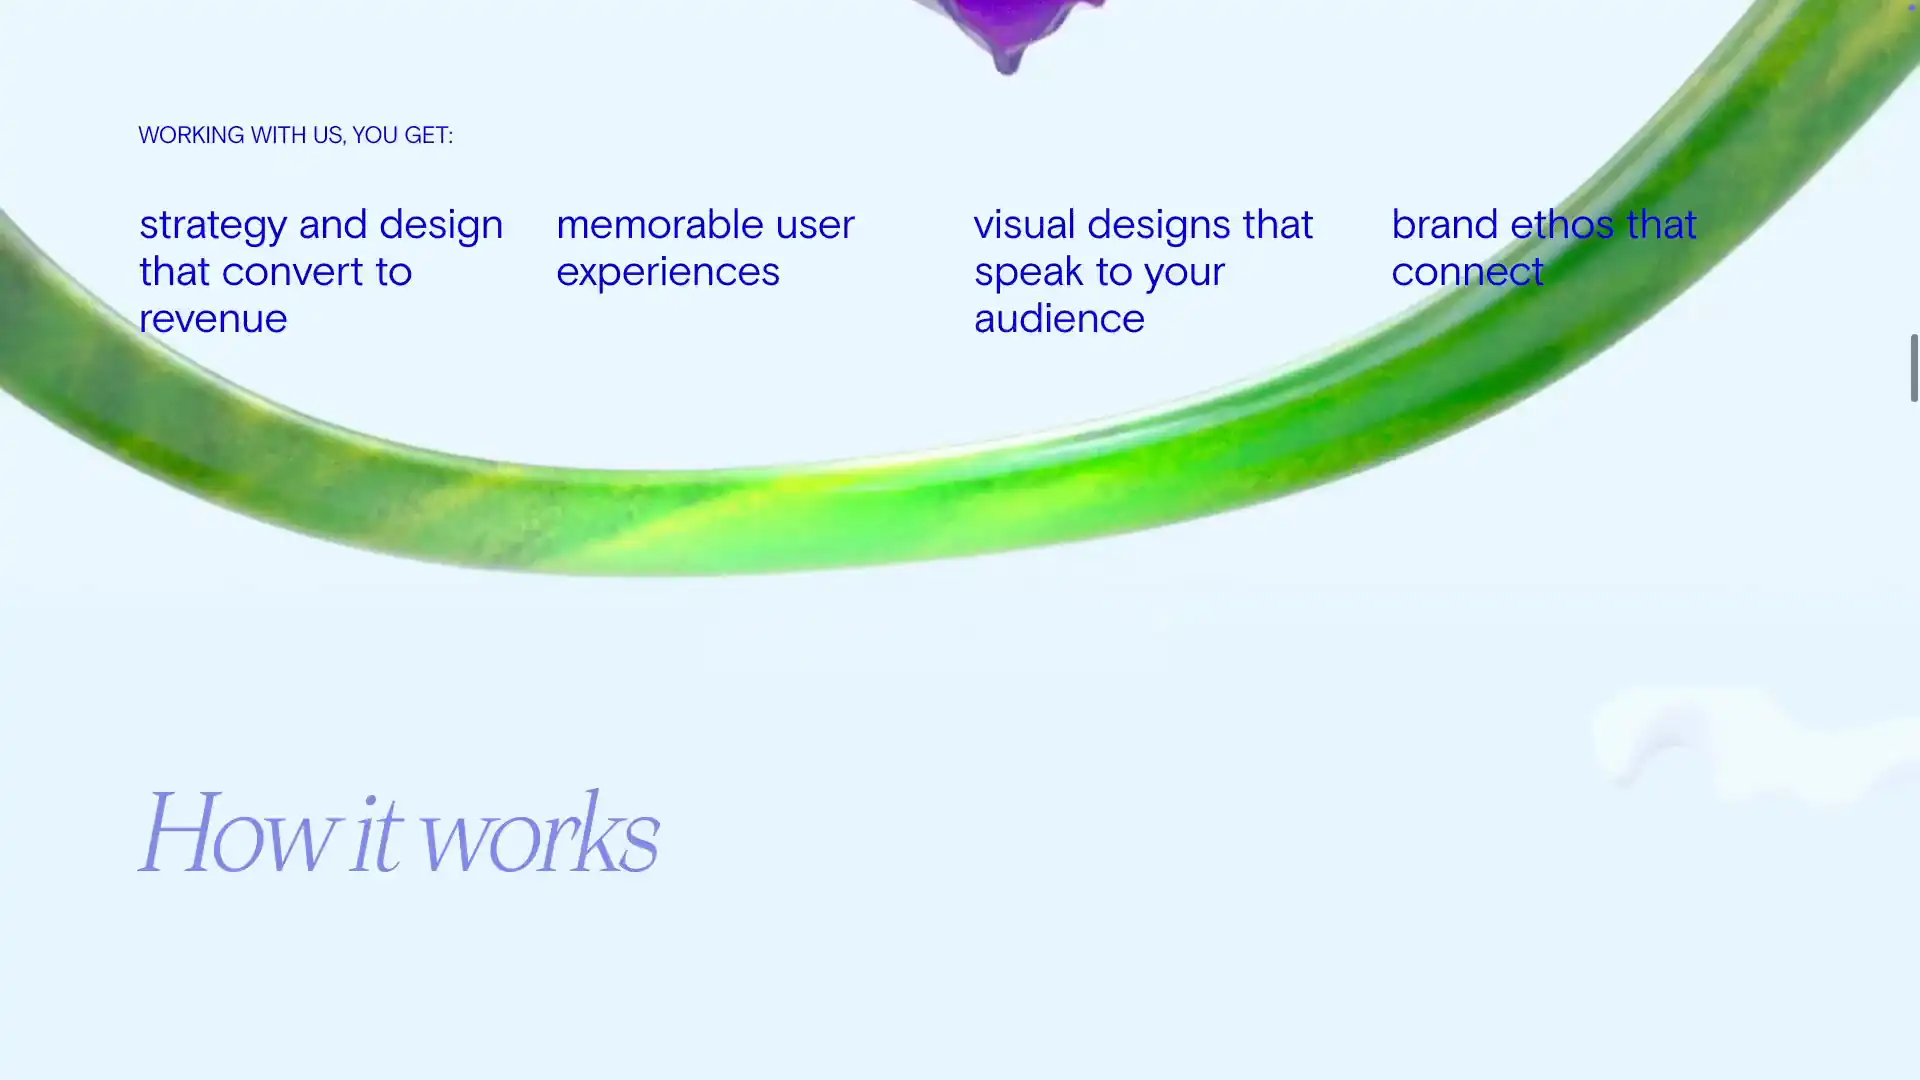 WORKING WITH US, YOU GET:
strategy and design
that convert to
revenue
memorable user
experiences
visual designs that
speak to your
audience
brand ethos that
connect
How it works